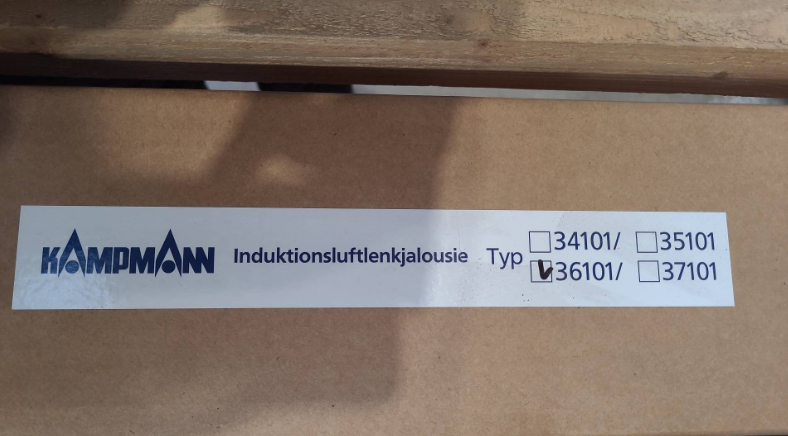 KAMPMANN Induktionsluftlenkjalousie Typ
34101/ 35101
36101/ 37101